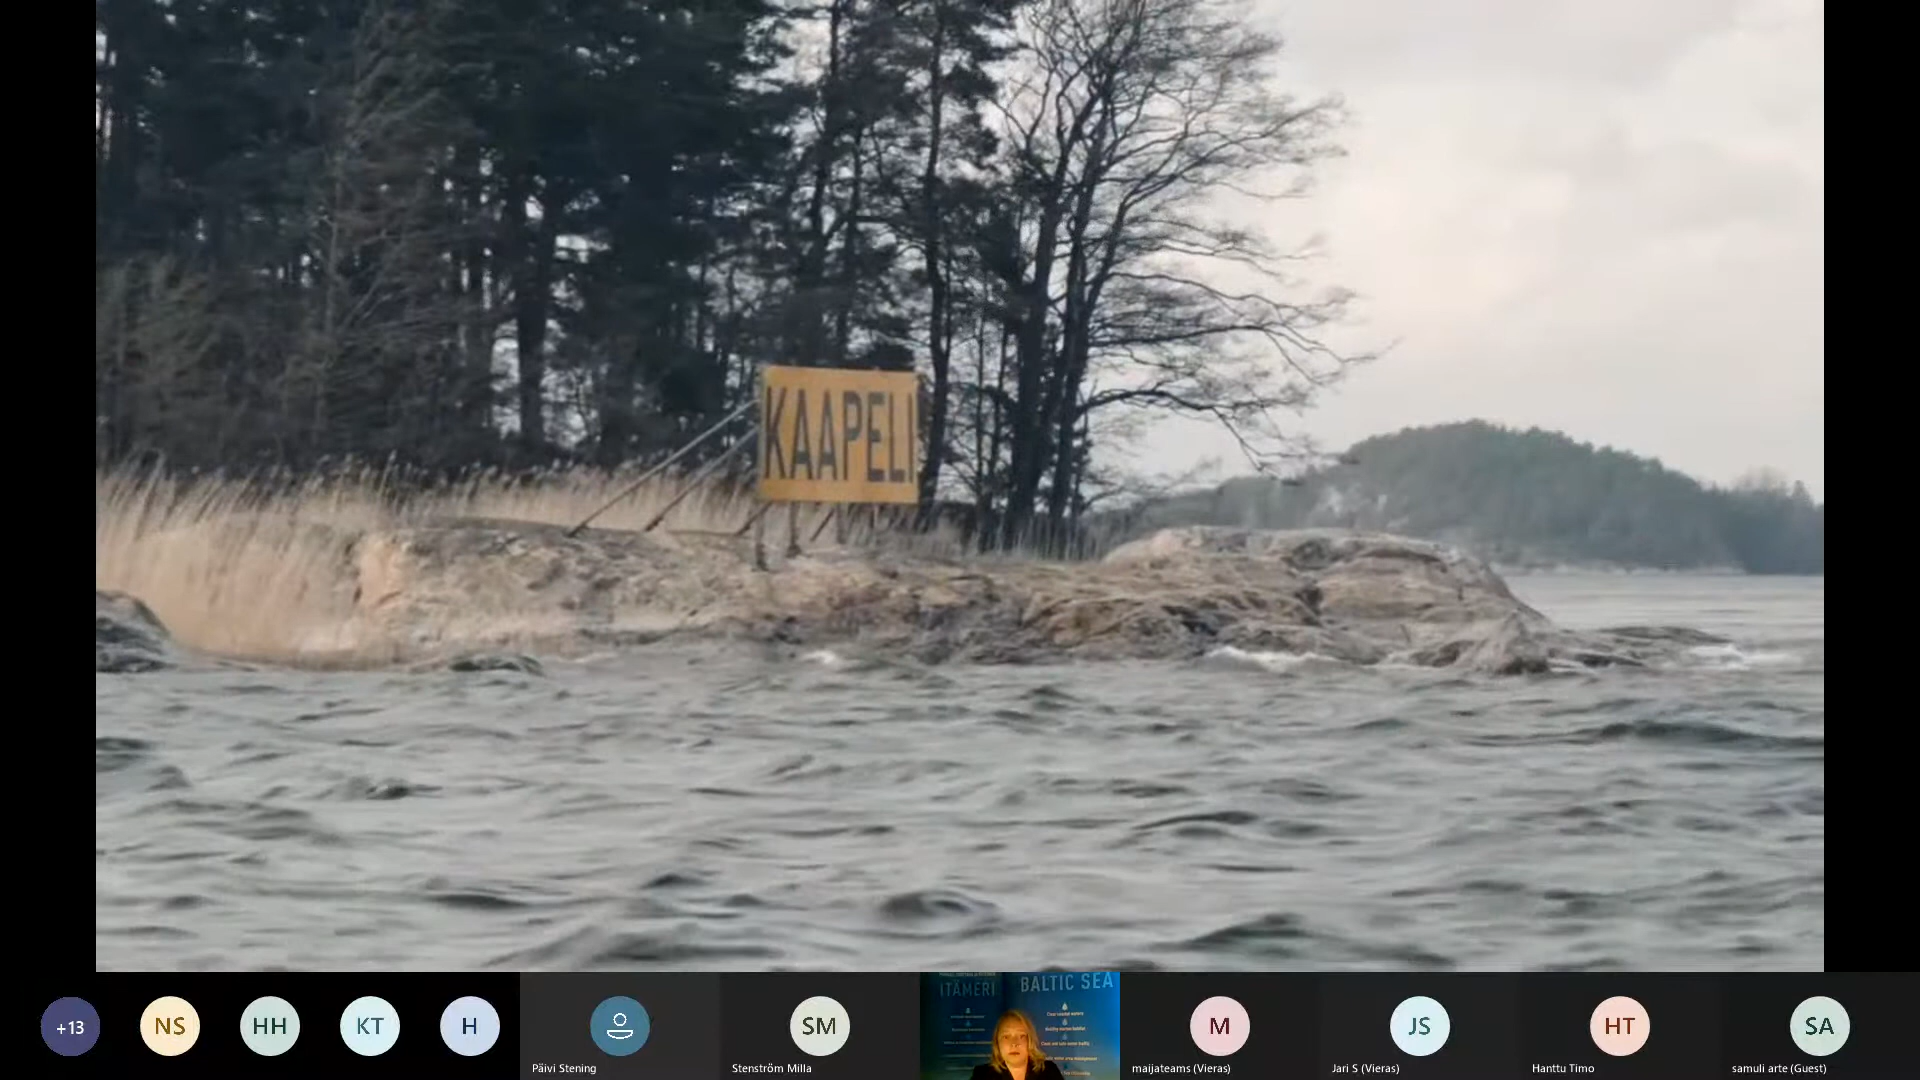 KAAPELI
ITÄMERI
BALTIC SEA
+13
NS
HH
KT
H
SM
M
JS
HT
SA
Päivi Stening
Stenström Milla
maijateams (Vieras)
Jari S (Vieras)
Hanttu Timo
samuli arte (Guest)